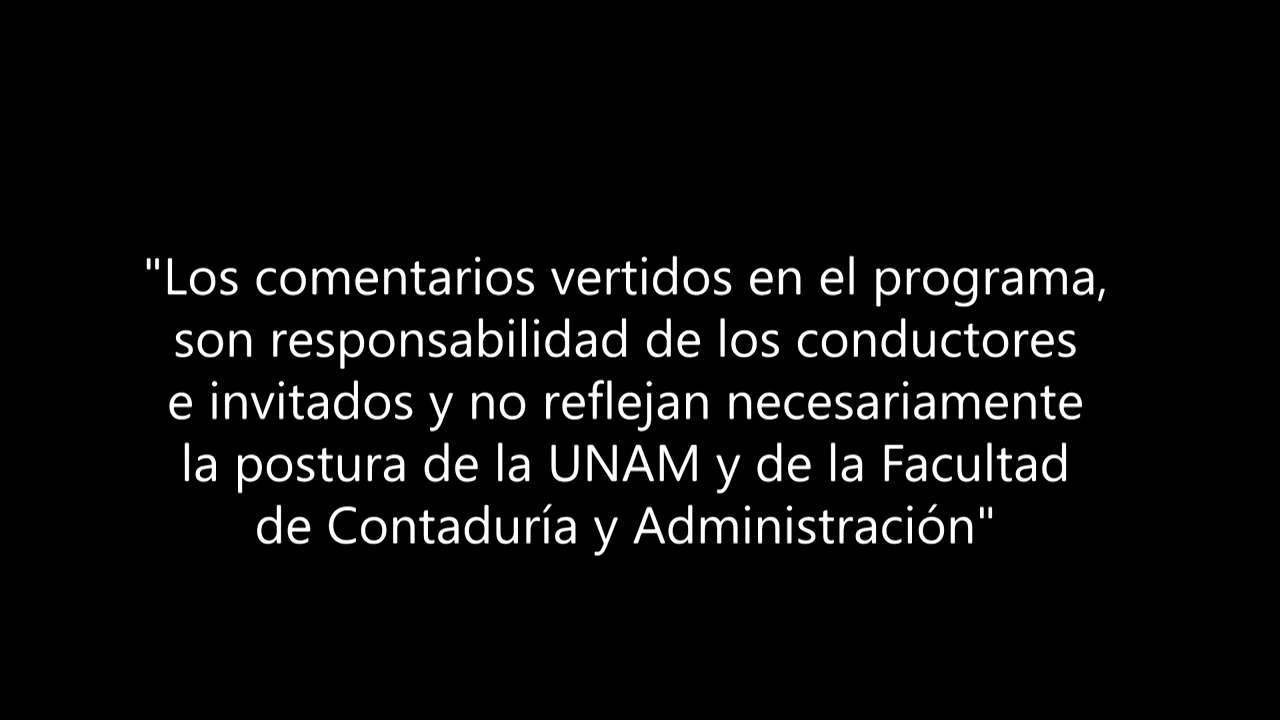 "Los comentarios vertidos en el programa,
son responsabilidad de los conductores
e invitados y no reflejan necesariamente
la postura de la UNAM y de la Facultad
de Contaduría y Administración"